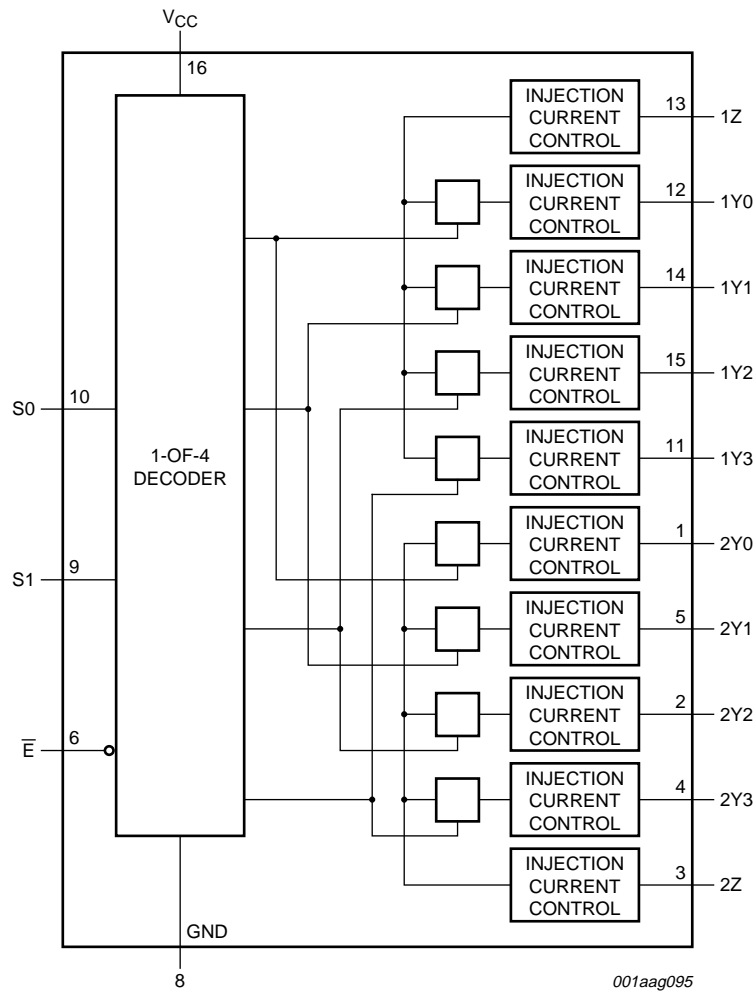 VCC
16
INJECTION
CURRENT
CONTROL
13
1Z
INJECTION
CURRENT
CONTROL
12
1Y0
INJECTION
CURRENT
CONTROL
14
1Y1
INJECTION
CURRENT
CONTROL
15
1Y2
S0
10
1-OF-4
DECODER
INJECTION
CURRENT
CONTROL
11
1Y3
INJECTION
CURRENT
CONTROL
1
2Y0
S1
9
INJECTION
CURRENT
CONTROL
5
2Y1
INJECTION
CURRENT
CONTROL
2
2Y2
E̅
6
INJECTION
CURRENT
CONTROL
4
2Y3
INJECTION
CURRENT
CONTROL
3
2Z
GND
8
001aag095